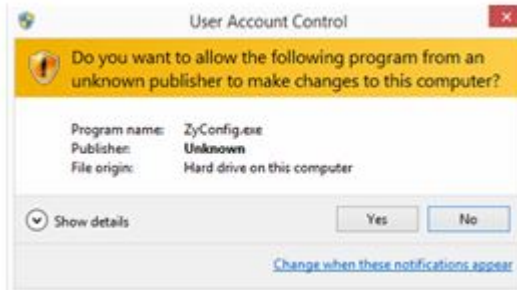 User Account Control
Do you want to allow the following program from an
unknown publisher to make changes to this computer?
Program name: ZyConfig.exe
Publisher: Unknown
File origin: Hard drive on this computer
Show details
Yes
No
Change when these notifications appear